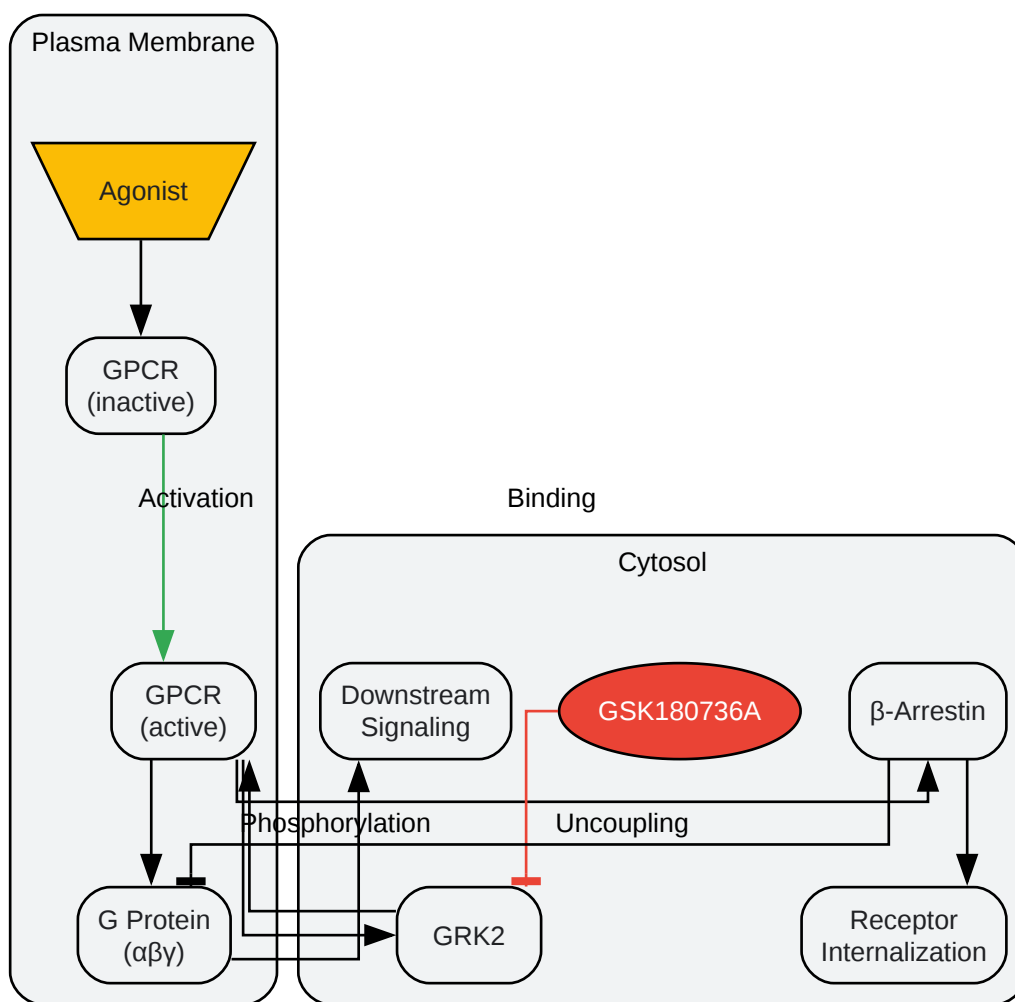 Plasma Membrane
Agonist
GPCR
(inactive)
Activation
Binding
Cytosol
GPCR
(active)
Downstream
Signaling
GSK180736A
β-Arrestin
Phosphorylation
Uncoupling
G Protein
(αβγ)
GRK2
Receptor
Internalization